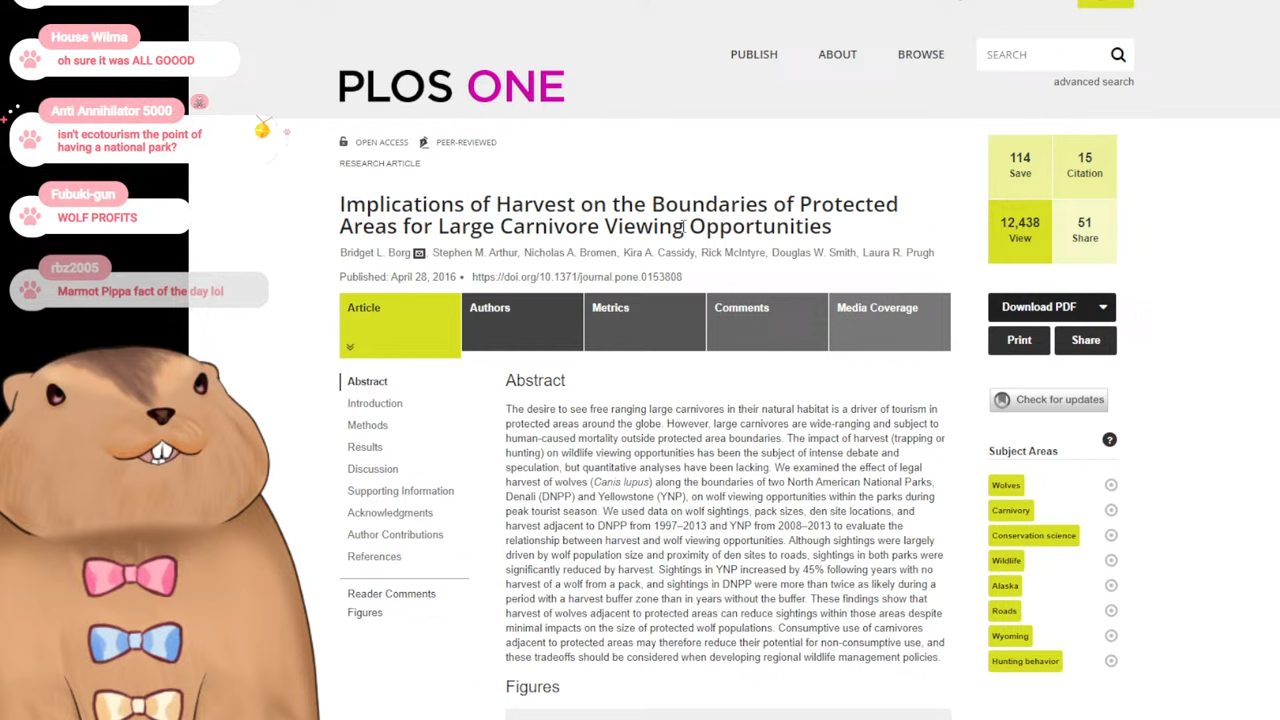 House Wilma
oh sure it was ALL GOOOD
Anti Annihilator 5000
isn't ecotourism the point of
having a national park?
Fubuki-gun
WOLF PROFITS
rbz2005
Marmot Pippa fact of the day lol
PUBLISH
ABOUT
BROWSE
SEARCH
advanced search
PLOS ONE
OPEN ACCESS
PEER-REVIEWED
RESEARCH ARTICLE
Implications of Harvest on the Boundaries of Protected
Areas for Large Carnivore Viewing Opportunities
Bridget L. Borg, Stephen M. Arthur, Nicholas A. Bromen, Kira A. Cassidy, Rick McIntyre, Douglas W. Smith, Laura R. Prugh
Published: April 28, 2016 • https://doi.org/10.1371/journal.pone.0153808
114
Save
15
Citation
12,438
View
51
Share
Article
Authors
Metrics
Comments
Media Coverage
Download PDF
Print
Share
Check for updates
Abstract
Introduction
Methods
Results
Discussion
Supporting Information
Acknowledgments
Author Contributions
References
Reader Comments
Figures
Abstract
The desire to see free ranging large carnivores in their natural habitat is a driver of tourism in
protected areas around the globe. However, large carnivores are wide-ranging and subject to
human-caused mortality outside protected area boundaries. The impact of harvest (trapping or
hunting) on wildlife viewing opportunities has been the subject of intense debate and
speculation, but quantitative analyses have been lacking. We examined the effect of legal
harvest of wolves (Canis lupus) along the boundaries of two North American National Parks,
Denali (DNPP) and Yellowstone (YNP), on wolf viewing opportunities within the parks during
peak tourist season. We used data on wolf sightings, pack sizes, den site locations, and
harvest adjacent to DNPP from 1997–2013 and YNP from 2008–2013 to evaluate the
relationship between harvest and wolf viewing opportunities. Although sightings were largely
driven by wolf population size and proximity of den sites to roads, sightings in both parks were
significantly reduced by harvest. Sightings in YNP increased by 45% following years with no
harvest of a wolf from a pack, and sightings in DNPP were more than twice as likely during a
period with a harvest buffer zone than in years without the buffer. These findings show that
harvest of wolves adjacent to protected areas can reduce sightings within those areas despite
minimal impacts on the size of protected wolf populations. Consumptive use of carnivores
adjacent to protected areas may therefore reduce their potential for non-consumptive use, and
these tradeoffs should be considered when developing regional wildlife management policies.
Figures
?
Subject Areas
Wolves
Carnivory
Conservation science
Wildlife
Alaska
Roads
Wyoming
Hunting behavior